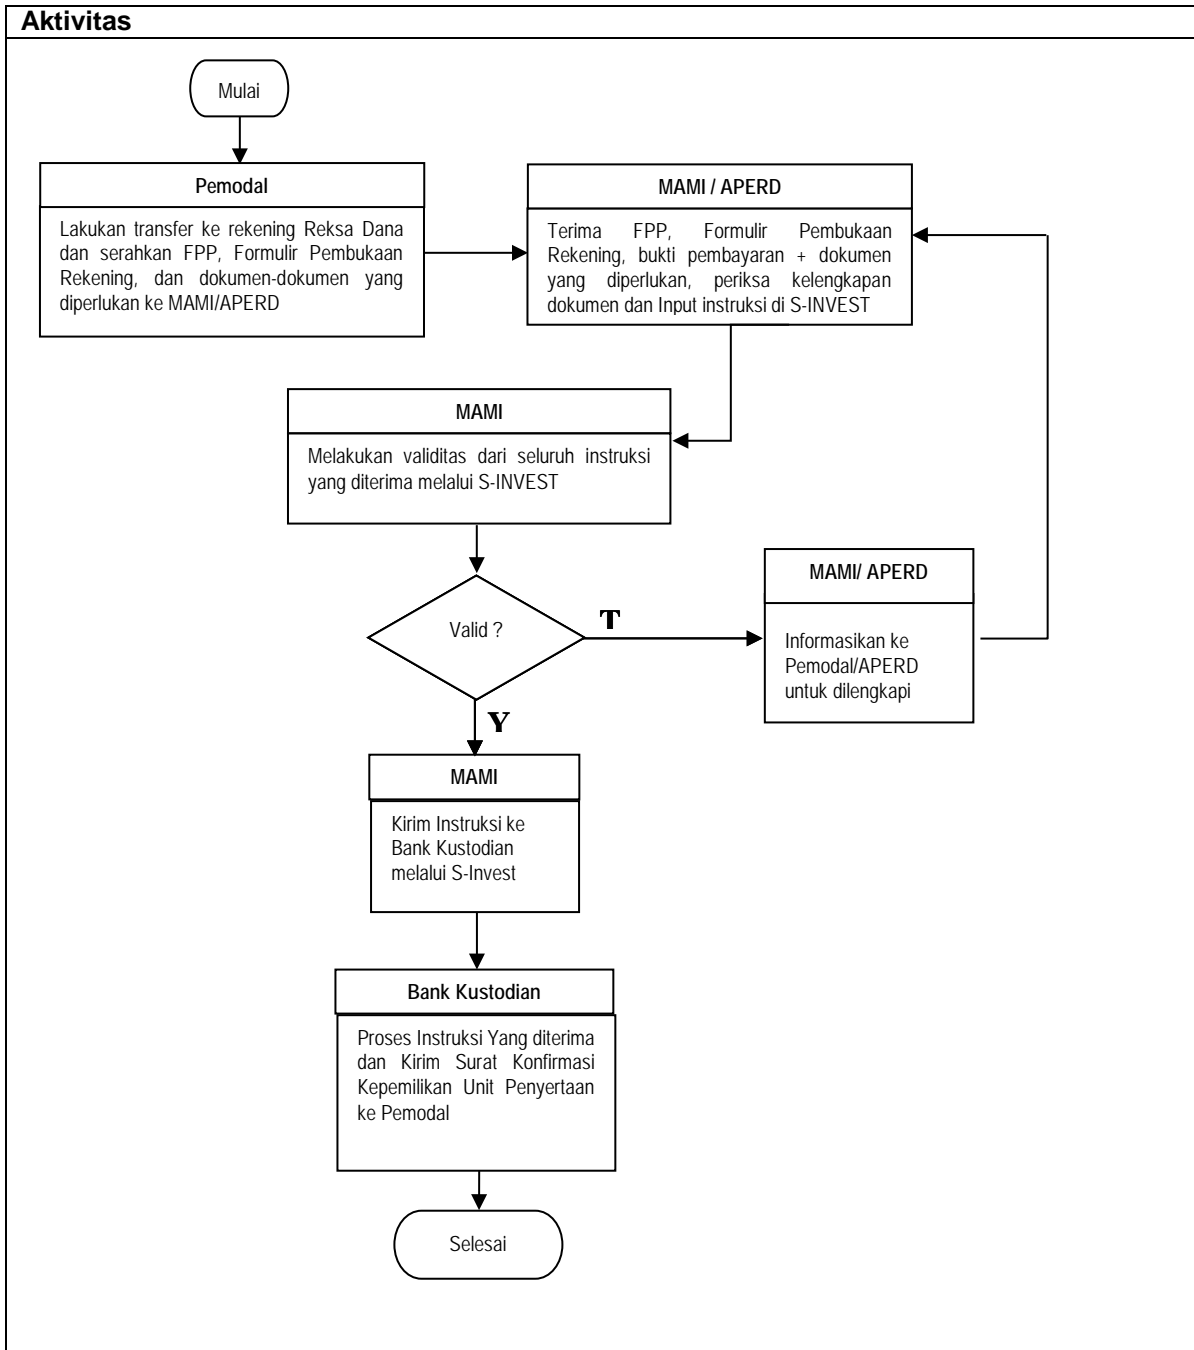 Aktivitas
Mulai
Pemodal
Lakukan transfer ke rekening Reksa Dana
dan serahkan FPP, Formulir Pembukaan
Rekening, dan dokumen-dokumen yang
diperlukan ke MAMI/APERD
MAMI / APERD
Terima FPP, Formulir Pembukaan
Rekening, bukti pembayaran + dokumen
yang diperlukan, periksa kelengkapan
dokumen dan Input instruksi di S-INVEST
MAMI
Melakukan validitas dari seluruh instruksi
yang diterima melalui S-INVEST
Valid ?
T
MAMI/ APERD
Informasikan ke
Pemodal/APERD
untuk dilengkapi
Y
MAMI
Kirim Instruksi ke
Bank Kustodian
melalui S-Invest
Bank Kustodian
Proses Instruksi Yang diterima
dan Kirim Surat Konfirmasi
Kepemilikan Unit Penyertaan
ke Pemodal
Selesai